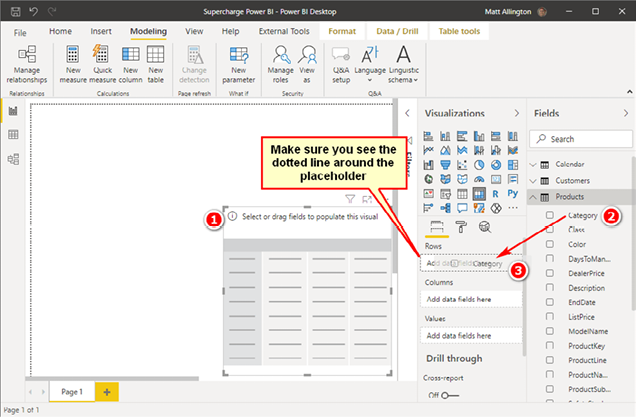 Supercharge Power BI - Power BI Desktop
Matt Allington
File
Home
Insert
Modeling
View
Help
External Tools
Format
Data / Drill
Table tools
Manage relationships
New measure
Quick measure
New column
New table
Change detection
New parameter
Manage roles
View as
Q&A setup
Language
Linguistic schema
Relationships
Calculations
Page refresh
What if
Security
Q&A
Visualizations
Fields
Search
Make sure you see the
dotted line around the
placeholder
1
Select or drag fields to populate this visual
R
Py
Calendar
Customers
Products
Category
2
Class
Color
DaysToMan...
DealerPrice
Description
EndDate
ListPrice
ModelName
ProductKey
ProductLine
ProductNa...
ProductSub...
Rows
Category
3
Columns
Add data fields here
Values
Add data fields here
Drill through
Cross-report
Off
Page 1
Page 1 of 1